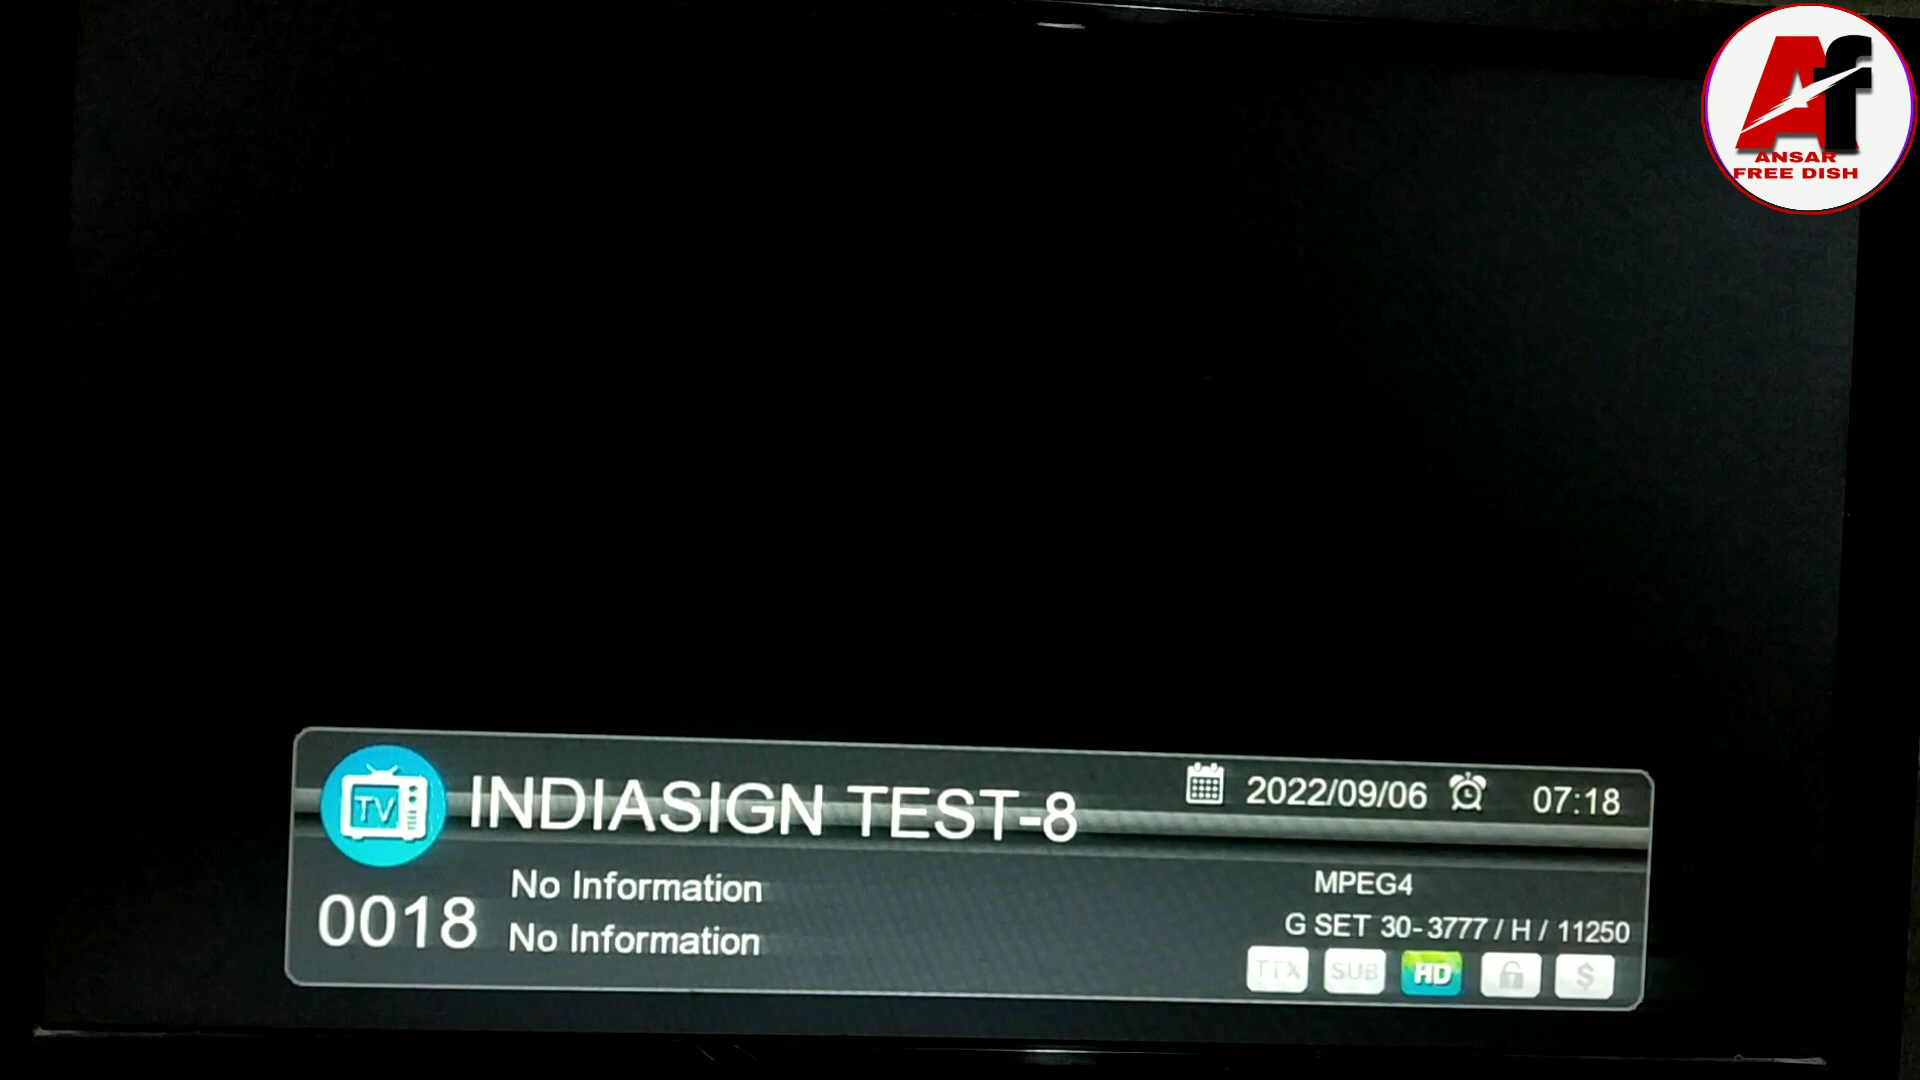 Af
ANSAR
FREE DISH
TV
INDIASIGN TEST-8
2022/09/06
07:18
0018
No Information
No Information
MPEG4
G SET 30-3777 / H / 11250
TTX
SUB
HD
$